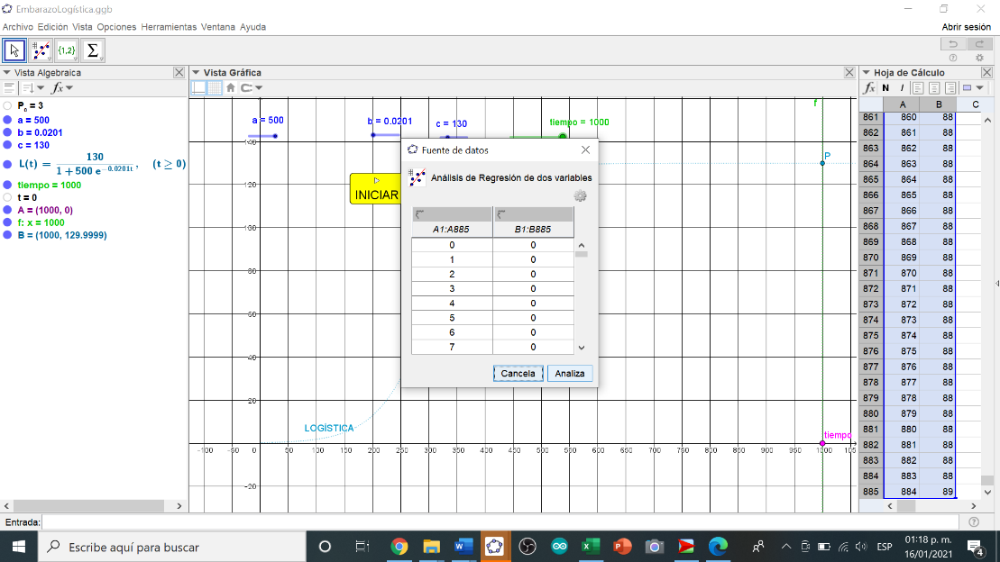 EmbarazoLogística.ggb
Archivo Edición Vista Opciones Herramientas Ventana Ayuda
Abrir sesión
{1,2} Σ
Vista Algebraica
Vista Gráfica
Hoja de Cálculo
fx
fx N I
P₀ = 3
a = 500
b = 0.0201
c = 130
L(t) = 130 / (1 + 500 e^(-0.0201t)), (t ≥ 0)
tiempo = 1000
t = 0
A = (1000, 0)
f: x = 1000
B = (1000, 129.9999)
a = 500
b = 0.0201
c = 130
tiempo = 1000
f
P
INICIAR
LOGÍSTICA
tiempo
140
120
100
80
60
40
20
-20
-100 -50 0 50 100 150 200 250 300 350 400 450 500 550 600 650 700 750 800 850 900 950 1000 105
Fuente de datos
Análisis de Regresión de dos variables
A1:A885 B1:B885
0 0
1 0
2 0
3 0
4 0
5 0
6 0
7 0
Cancela Analiza
A B C
861 860 88
862 861 88
863 862 88
864 863 88
865 864 88
866 865 88
867 866 88
868 867 88
869 868 88
870 869 88
871 870 88
872 871 88
873 872 88
874 873 88
875 874 88
876 875 88
877 876 88
878 877 88
879 878 88
880 879 88
881 880 88
882 881 88
883 882 88
884 883 88
885 884 89
Entrada:
Escribe aquí para buscar
ESP
01:18 p. m.
16/01/2021
4